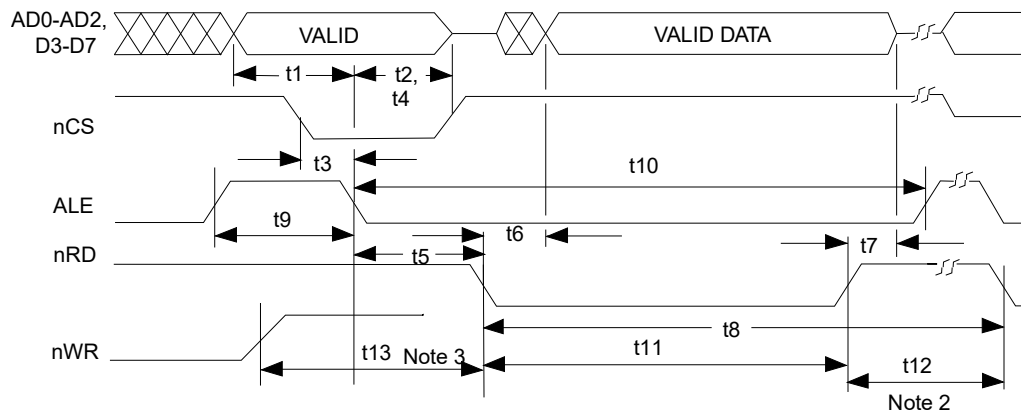 AD0-AD2,
D3-D7
VALID
VALID DATA
t1
t2,
t4
nCS
t3
t10
ALE
t9
t6
nRD
t5
t7
t8
nWR
t13
Note 3
t11
t12
Note 2